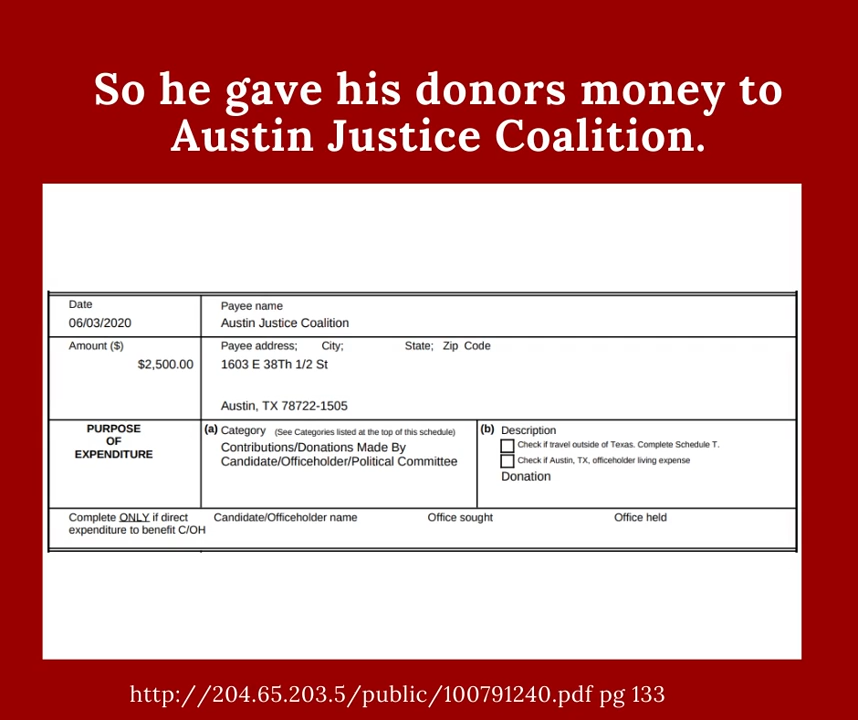 So he gave his donors money to
Austin Justice Coalition.
Date
Payee name
06/03/2020
Austin Justice Coalition
Amount ($)
Payee address; City; State; Zip Code
$2,500.00
1603 E 38Th 1/2 St
Austin, TX 78722-1505
PURPOSE
OF
EXPENDITURE
(a) Category (See Categories listed at the top of this schedule)
Contributions/Donations Made By
Candidate/Officeholder/Political Committee
(b) Description
Check if travel outside of Texas. Complete Schedule T.
Check if Austin, TX, officeholder living expense
Donation
Complete ONLY if direct
expenditure to benefit C/OH
Candidate/Officeholder name Office sought Office held
http://204.65.203.5/public/100791240.pdf pg 133